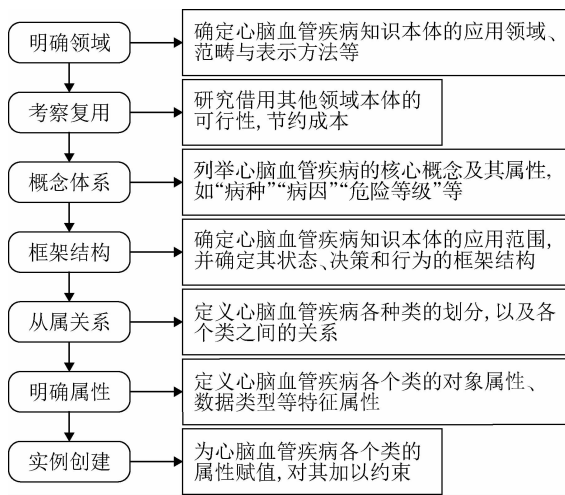 明确领域
确定心脑血管疾病知识本体的应用领域、
范畴与表示方法等
考察复用
研究借用其他领域本体的
可行性,节约成本
概念体系
列举心脑血管疾病的核心概念及其属性,
如“病种”“病因”“危险等级”等
框架结构
确定心脑血管疾病知识本体的应用范围,
并确定其状态、决策和行为的框架结构
从属关系
定义心脑血管疾病各种类的划分,以及各
个类之间的关系
明确属性
定义心脑血管疾病各个类的对象属性、
数据类型等特征属性
实例创建
为心脑血管疾病各个类的
属性赋值,对其加以约束